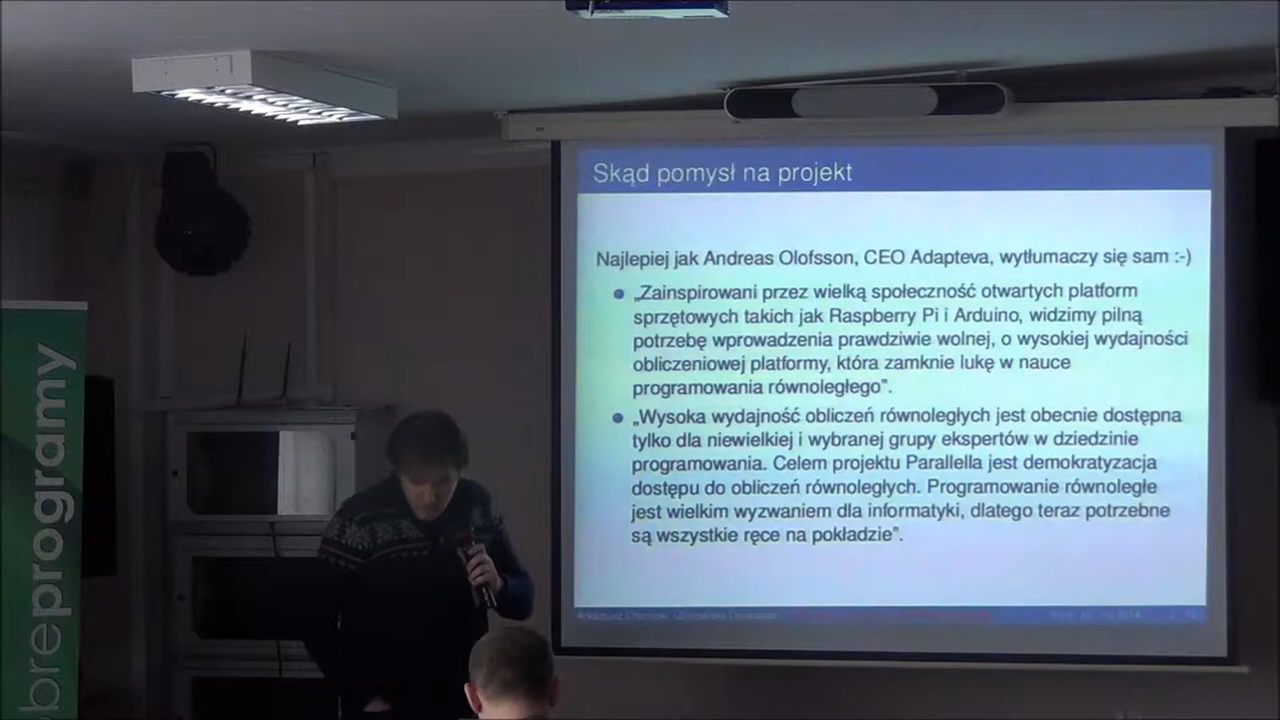 Skąd pomysł na projekt
Najlepiej jak Andreas Olofsson, CEO Adapteva, wytłumaczy się sam :-)
„Zainspirowani przez wielką społeczność otwartych platform
sprzętowych takich jak Raspberry Pi i Arduino, widzimy pilną
potrzebę wprowadzenia prawdziwie wolnej, o wysokiej wydajności
obliczeniowej platformy, która zamknie lukę w nauce
programowania równoległego”.
„Wysoka wydajność obliczeń równoległych jest obecnie dostępna
tylko dla niewielkiej i wybranej grupy ekspertów w dziedzinie
programowania. Celem projektu Parallella jest demokratyzacja
dostępu do obliczeń równoległych. Programowanie równoległe
jest wielkim wyzwaniem dla informatyki, dlatego teraz potrzebne
są wszystkie ręce na pokładzie”.
breprogramy